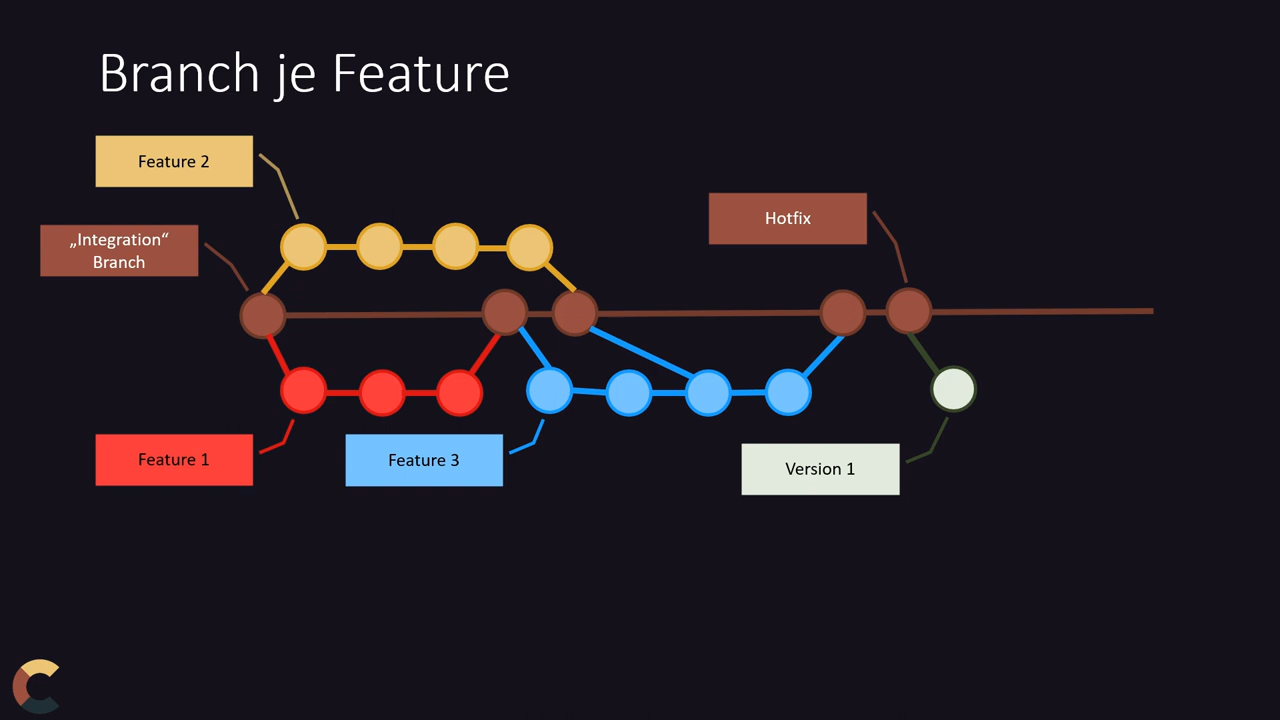 Branch je Feature
Feature 2
„Integration“
Branch
Hotfix
Feature 1
Feature 3
Version 1